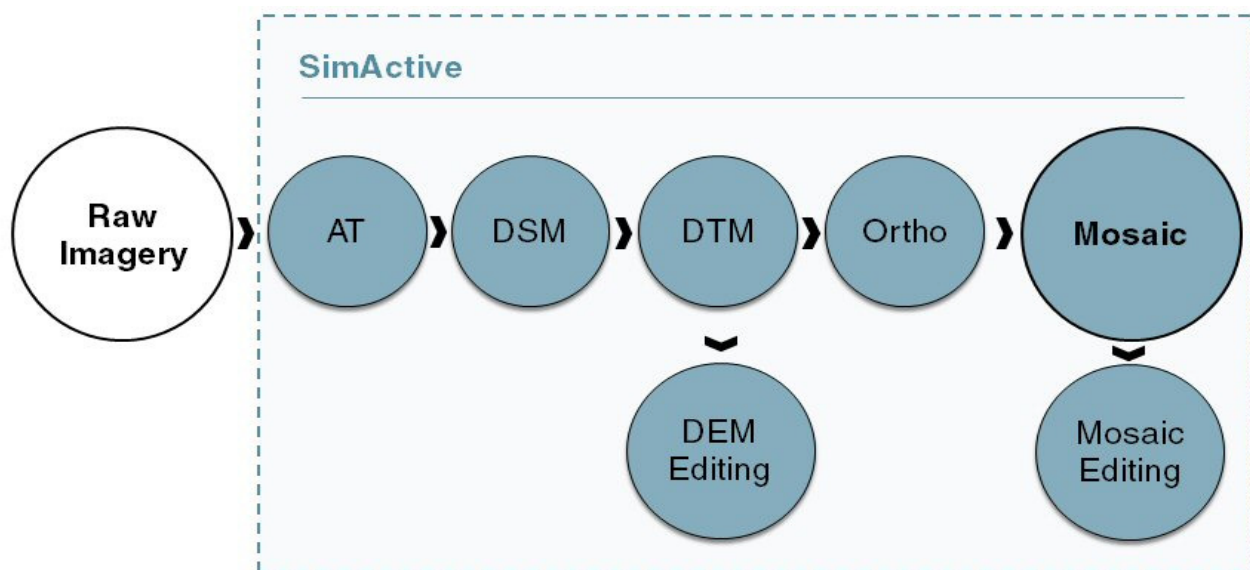 SimActive
Raw
Imagery
AT
DSM
DTM
Ortho
Mosaic
DEM
Editing
Mosaic
Editing